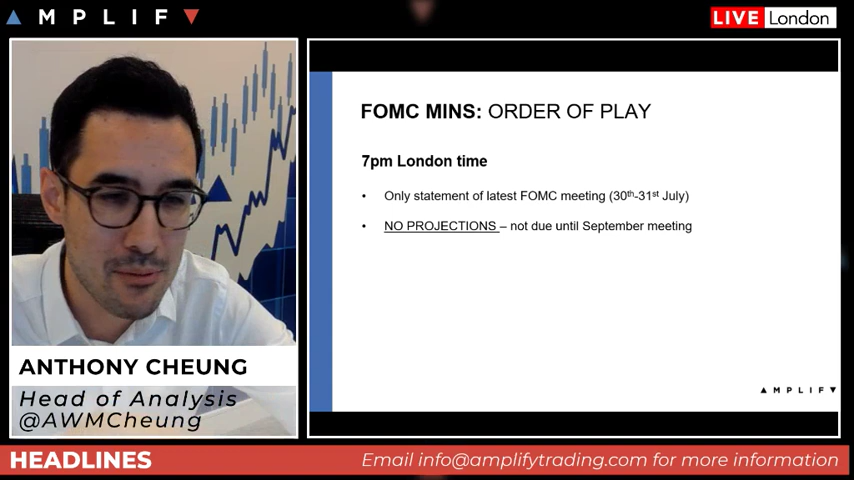 ▲ M P L I F ▼
LIVE London
FOMC MINS: ORDER OF PLAY
7pm London time
• Only statement of latest FOMC meeting (30th-31st July)
• NO PROJECTIONS – not due until September meeting
▲ M P L I F ▼
ANTHONY CHEUNG
Head of Analysis
@AWMCheung
HEADLINES
Email info@amplifytrading.com for more information